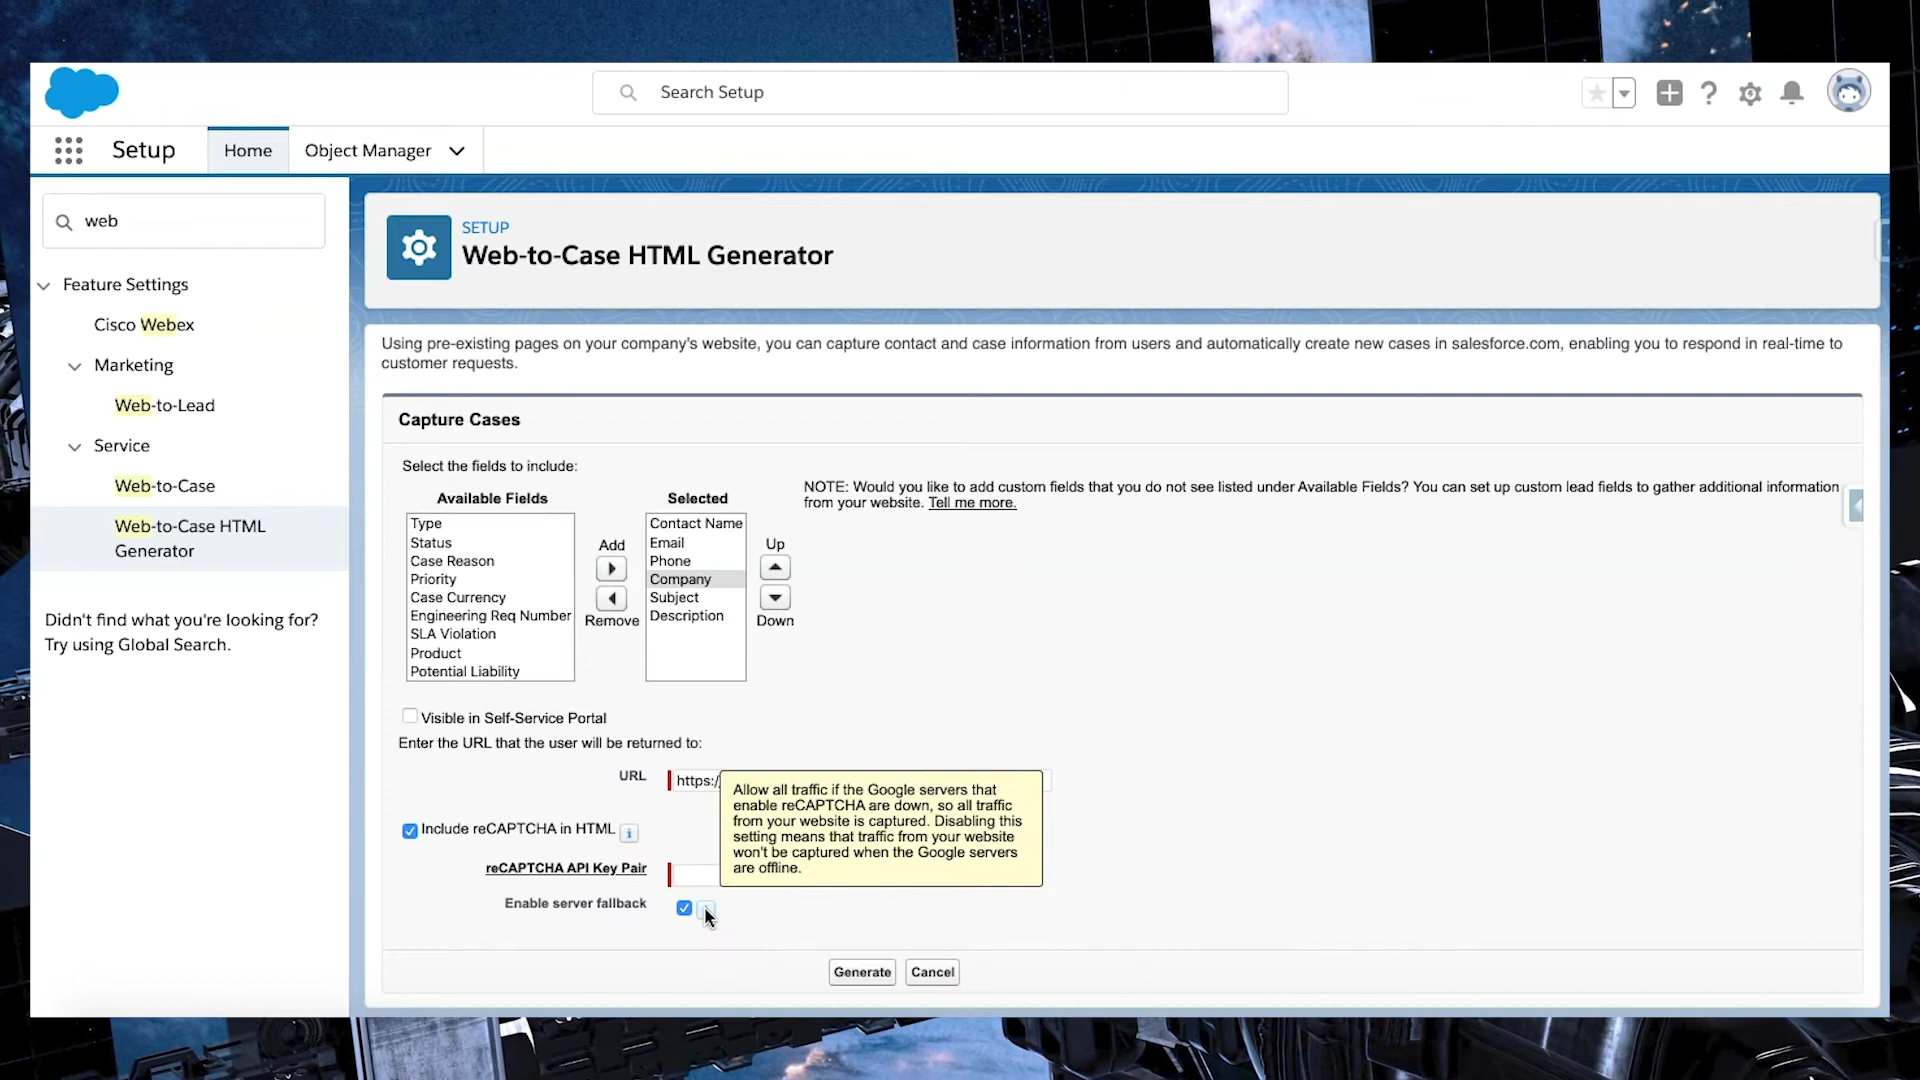 Search Setup
Setup
Home
Object Manager
web
Feature Settings
Cisco Webex
Marketing
Web-to-Lead
Service
Web-to-Case
Web-to-Case HTML
Generator
Didn't find what you're looking for?
Try using Global Search.
SETUP
Web-to-Case HTML Generator
Using pre-existing pages on your company's website, you can capture contact and case information from users and automatically create new cases in salesforce.com, enabling you to respond in real-time to
customer requests.
Capture Cases
Select the fields to include:
Available Fields
Type
Status
Case Reason
Priority
Case Currency
Engineering Req Number
SLA Violation
Product
Potential Liability
Add
Remove
Selected
Contact Name
Email
Phone
Company
Subject
Description
Up
Down
NOTE: Would you like to add custom fields that you do not see listed under Available Fields? You can set up custom lead fields to gather additional information
from your website. Tell me more.
Visible in Self-Service Portal
Enter the URL that the user will be returned to:
URL
https:/
Allow all traffic if the Google servers that
enable reCAPTCHA are down, so all traffic
from your website is captured. Disabling this
setting means that traffic from your website
won't be captured when the Google servers
are offline.
Include reCAPTCHA in HTML
reCAPTCHA API Key Pair
Enable server fallback
Generate
Cancel